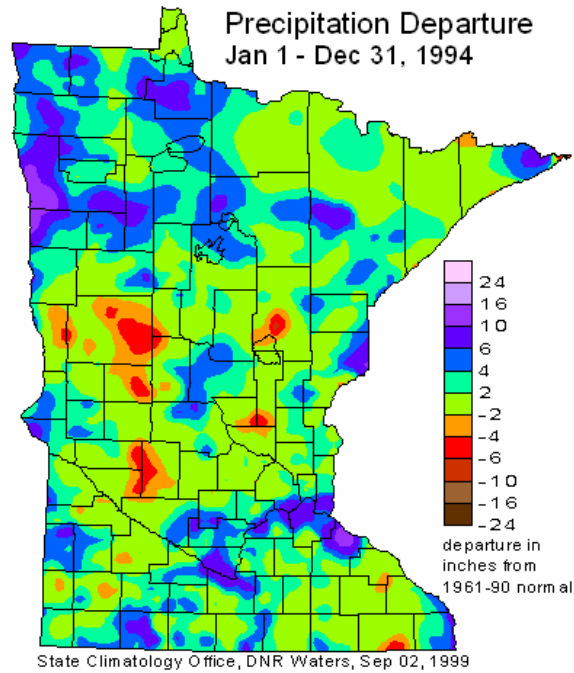 Precipitation Departure
Jan 1 - Dec 31, 1994
24
16
10
6
4
2
-2
-4
-6
-10
-16
-24
departure in
inches from
1961-90 normal
State Climatology Office, DNR Waters, Sep 02, 1999